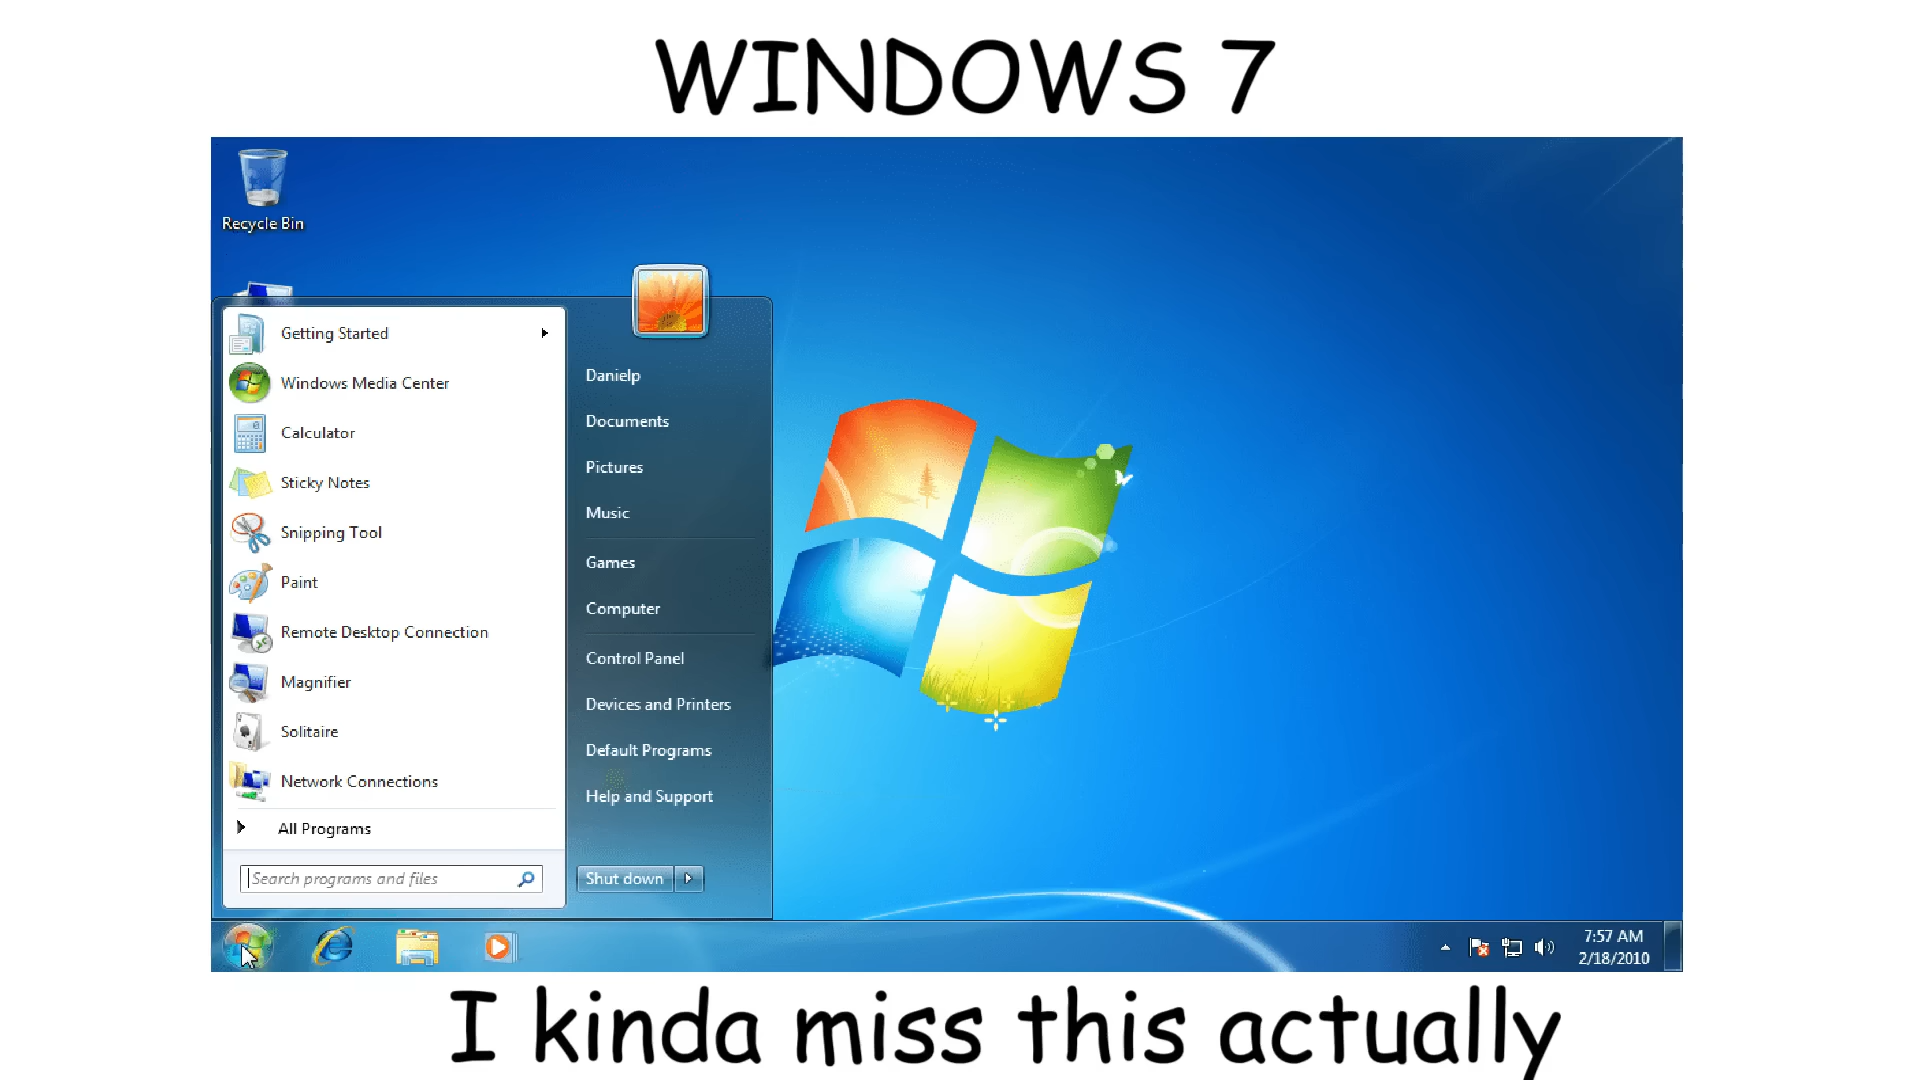 WINDOWS 7
Recycle Bin
Getting Started
Windows Media Center
Calculator
Sticky Notes
Snipping Tool
Paint
Remote Desktop Connection
Magnifier
Solitaire
Network Connections
All Programs
Search programs and files
Danielp
Documents
Pictures
Music
Games
Computer
Control Panel
Devices and Printers
Default Programs
Help and Support
Shut down
7:57 AM
2/18/2010
I kinda miss this actually